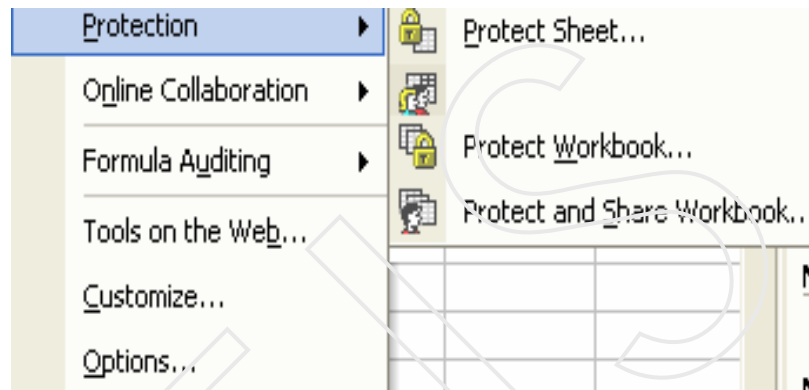 Protection
Protect Sheet...
Online Collaboration
Protect Workbook...
Formula Auditing
Protect and Share Workbook..
Tools on the Web...
Customize...
Options...